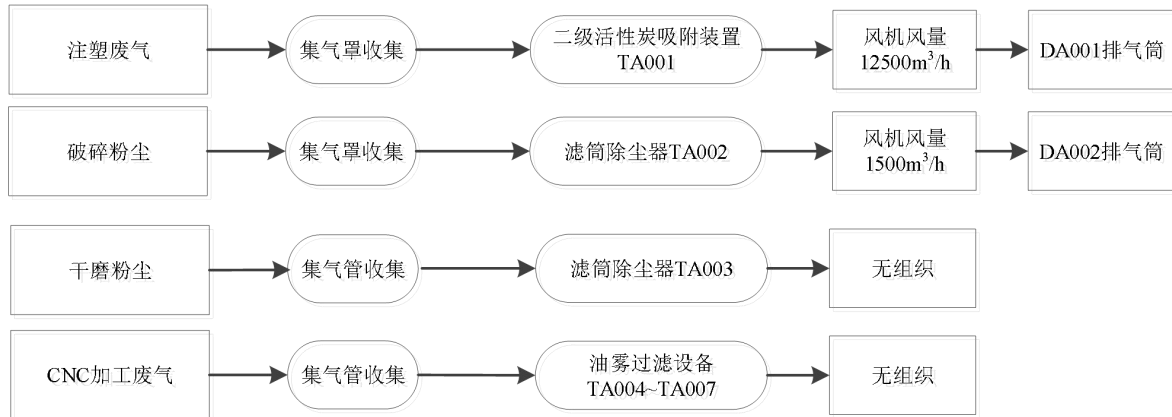 注塑废气
集气罩收集
二级活性炭吸附装置
TA001
风机风量
12500m³/h
DA001排气筒
破碎粉尘
集气罩收集
滤筒除尘器TA002
风机风量
1500m³/h
DA002排气筒
干磨粉尘
集气管收集
滤筒除尘器TA003
无组织
CNC加工废气
集气管收集
油雾过滤设备
TA004~TA007
无组织